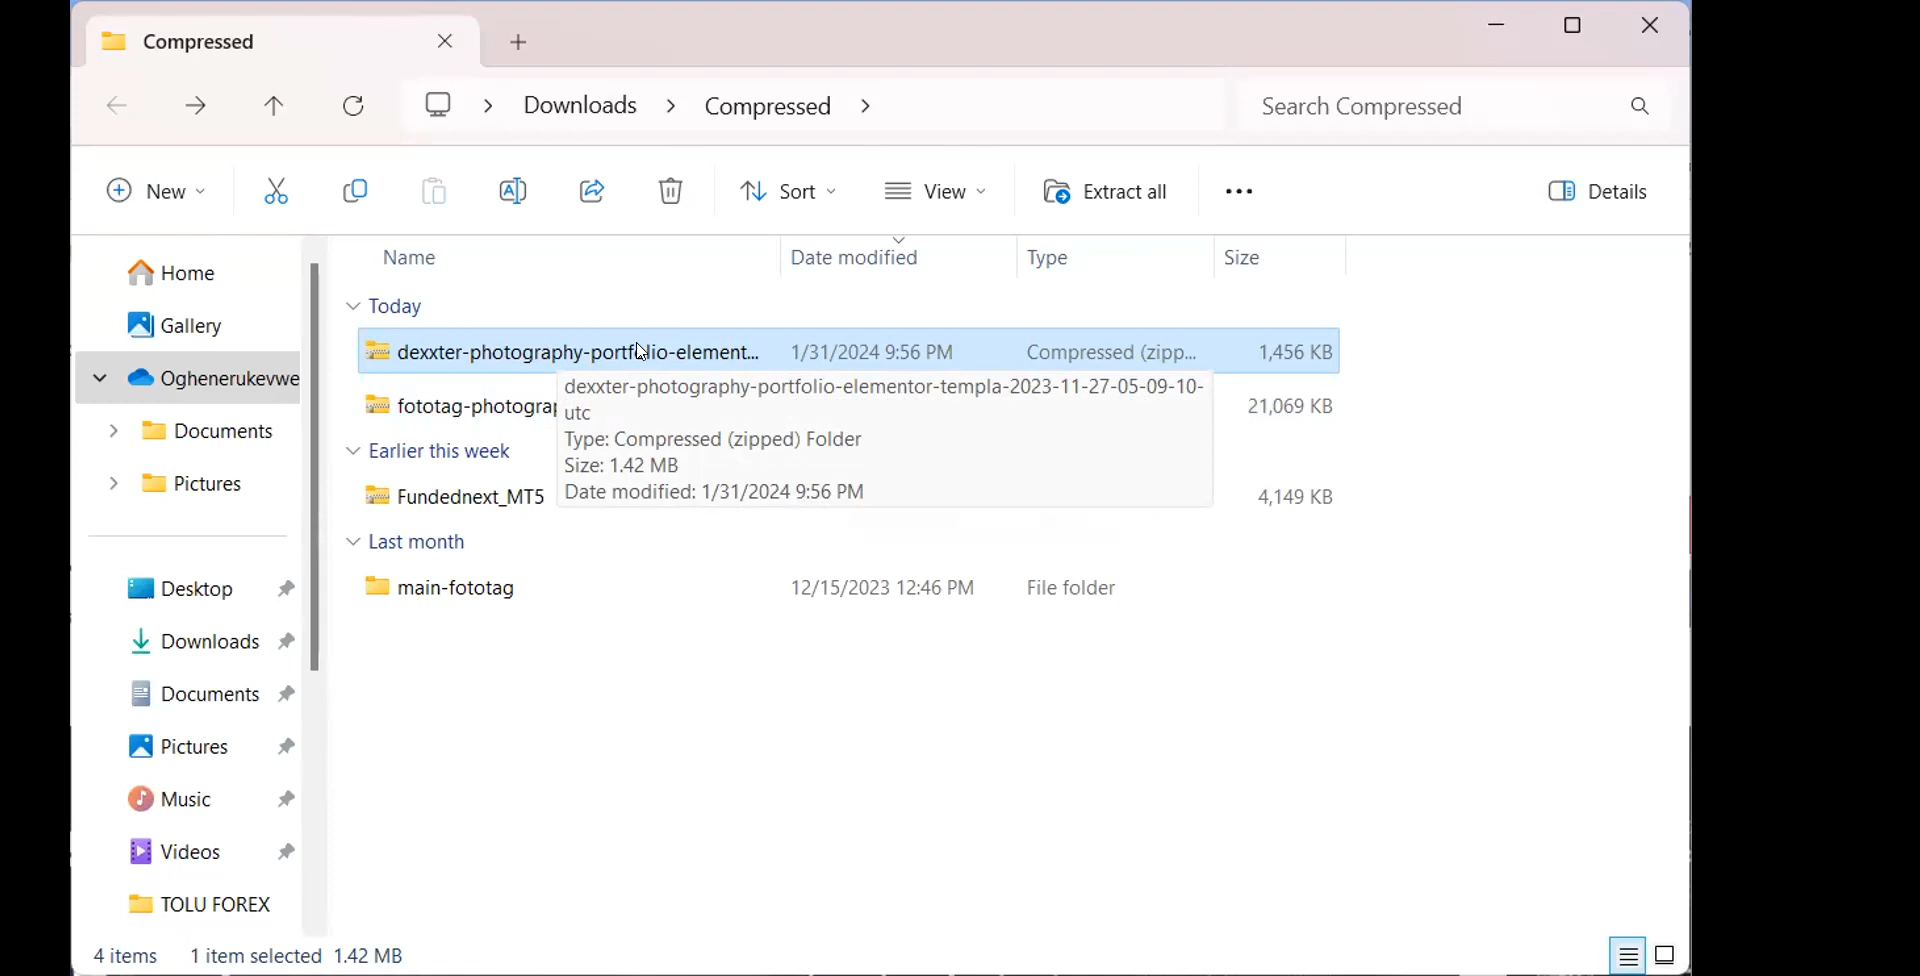 Compressed
Downloads
Compressed
Search Compressed
New
Sort
View
Extract all
Details
Name
Date modified
Type
Size
Home
Gallery
Oghenerukevwe
Documents
Pictures
Desktop
Downloads
Documents
Pictures
Music
Videos
TOLU FOREX
Today
dexxter-photography-portfolio-element... 1/31/2024 9:56 PM Compressed (zipp... 1,456 KB
dexxter-photography-portfolio-elementor-templa-2023-11-27-05-09-10-
utc
Type: Compressed (zipped) Folder
Size: 1.42 MB
Date modified: 1/31/2024 9:56 PM
fototag-photograp 21,069 KB
Earlier this week
Fundednext_MT5 4,149 KB
Last month
main-fototag 12/15/2023 12:46 PM File folder
4 items 1 item selected 1.42 MB